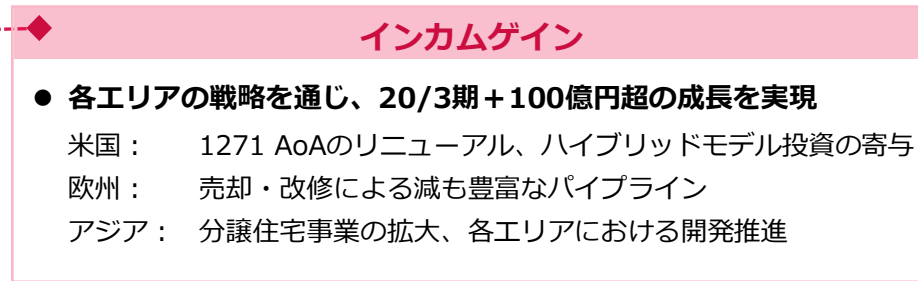 インカムゲイン
● 各エリアの戦略を通じ、20/3期＋100億円超の成長を実現
米国： 1271 AoAのリニューアル、ハイブリッドモデル投資の寄与
欧州： 売却・改修による減も豊富なパイプライン
アジア： 分譲住宅事業の拡大、各エリアにおける開発推進